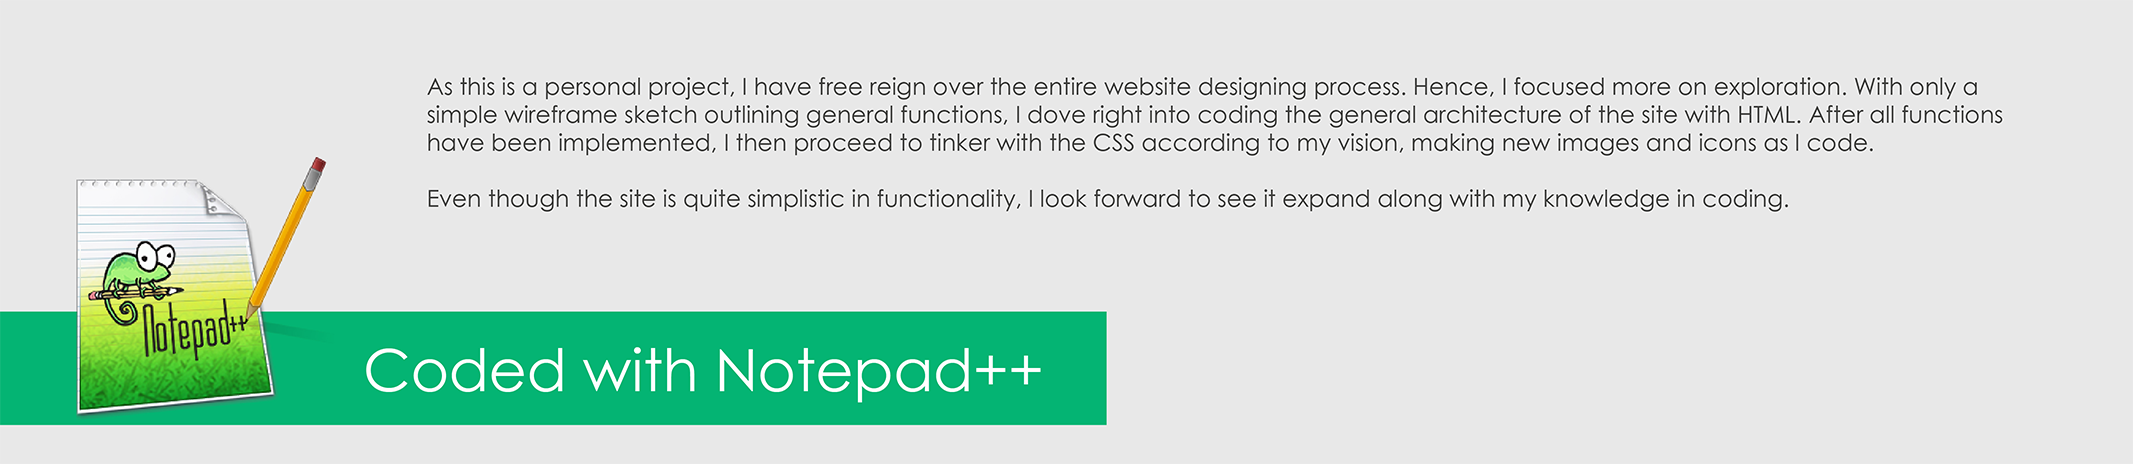 As this is a personal project, I have free reign over the entire website designing process. Hence, I focused more on exploration. With only a
simple wireframe sketch outlining general functions, I dove right into coding the general architecture of the site with HTML. After all functions
have been implemented, I then proceed to tinker with the CSS according to my vision, making new images and icons as I code.
Even though the site is quite simplistic in functionality, I look forward to see it expand along with my knowledge in coding.
Notepad++
Coded with Notepad++